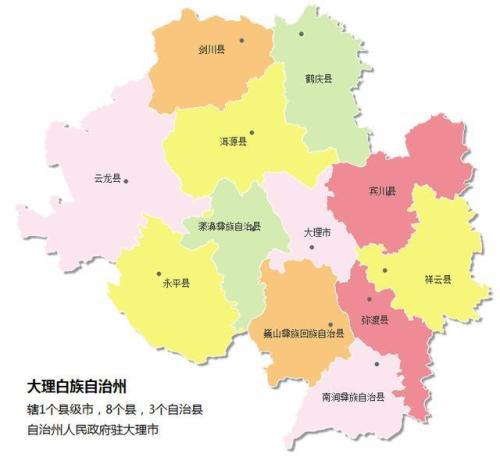 剑川县
鹤庆县
洱源县
云龙县
宾川县
漾濞彝族自治县
大理市
永平县
祥云县
弥渡县
巍山彝族回族自治县
南涧彝族自治县
大理白族自治州
辖1个县级市，8个县，3个自治县
自治州人民政府驻大理市